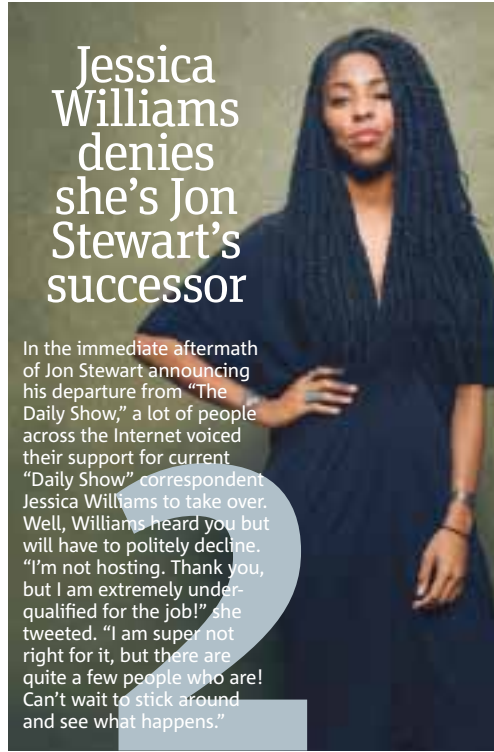 Jessica
Williams
denies
she’s Jon
Stewart’s
successor
In the immediate aftermath
of Jon Stewart announcing
his departure from “The
Daily Show,” a lot of people
across the Internet voiced
their support for current
“Daily Show” correspondent
Jessica Williams to take over.
Well, Williams heard you but
will have to politely decline.
“I’m not hosting. Thank you,
but I am extremely under-
qualified for the job!” she
tweeted. “I am super not
right for it, but there are
quite a few people who are!
Can’t wait to stick around
and see what happens.”
2